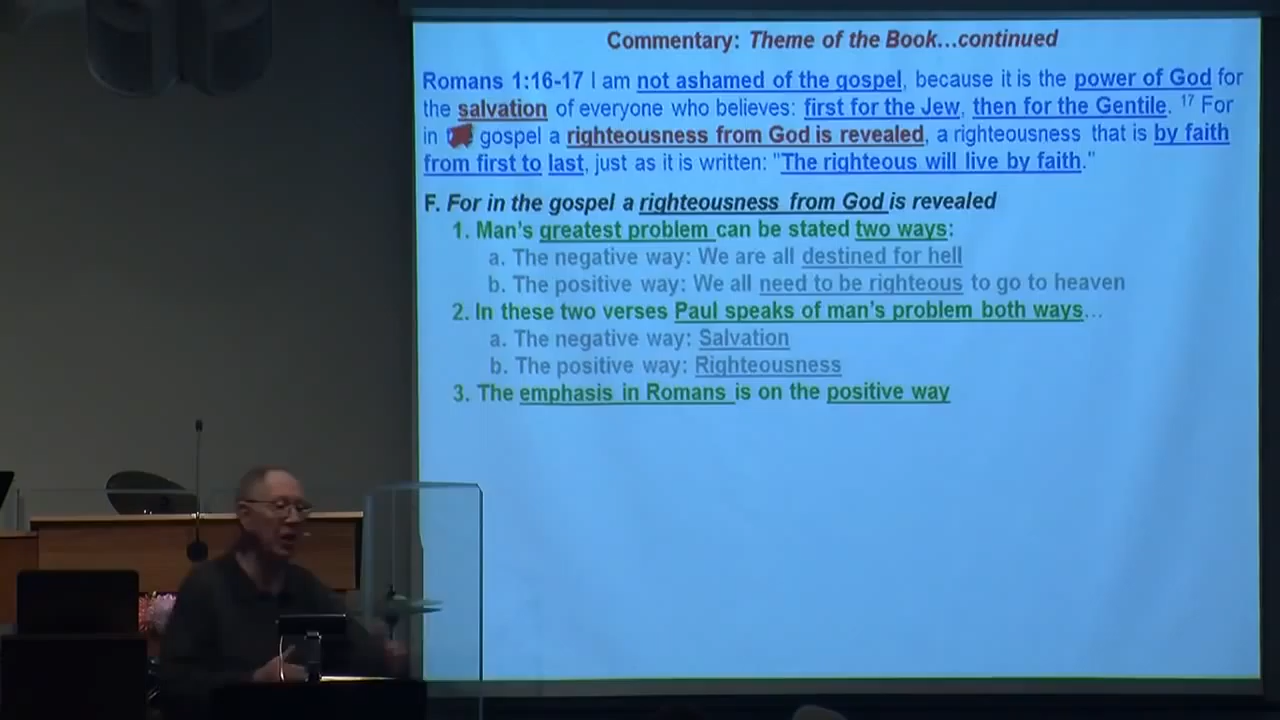 Commentary: Theme of the Book...continued
Romans 1:16-17 I am not ashamed of the gospel, because it is the power of God for
the salvation of everyone who believes: first for the Jew, then for the Gentile. 17 For
in gospel a righteousness from God is revealed, a righteousness that is by faith
from first to last, just as it is written: "The righteous will live by faith."
F. For in the gospel a righteousness from God is revealed
1. Man's greatest problem can be stated two ways:
a. The negative way: We are all destined for hell
b. The positive way: We all need to be righteous to go to heaven
2. In these two verses Paul speaks of man's problem both ways...
a. The negative way: Salvation
b. The positive way: Righteousness
3. The emphasis in Romans is on the positive way